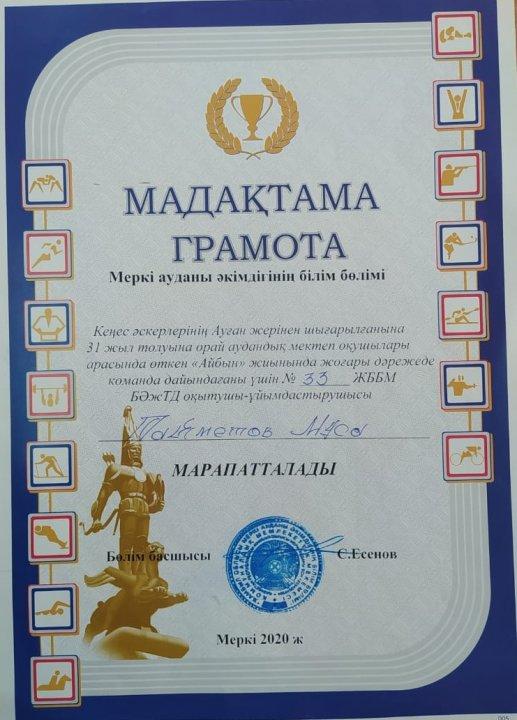 МАДАҚТАМА
ГРАМОТА
Меркі ауданы әкімдігінің білім бөлімі
Кеңес әскерлерінің Ауған жерінен шығарылғанына
31 жыл толуына орай аудандық мектеп оқушылары
арасында өткен «Айбын» жиынында жоғары дәрежеде
команда дайындағаны үшін № 33 ЖББМ
БӘжТД оқытушы-ұйымдастырушысы
Муса
МАРАПАТТАЛАДЫ
Бөлім басшысы С.Есенов
Меркі 2020 ж